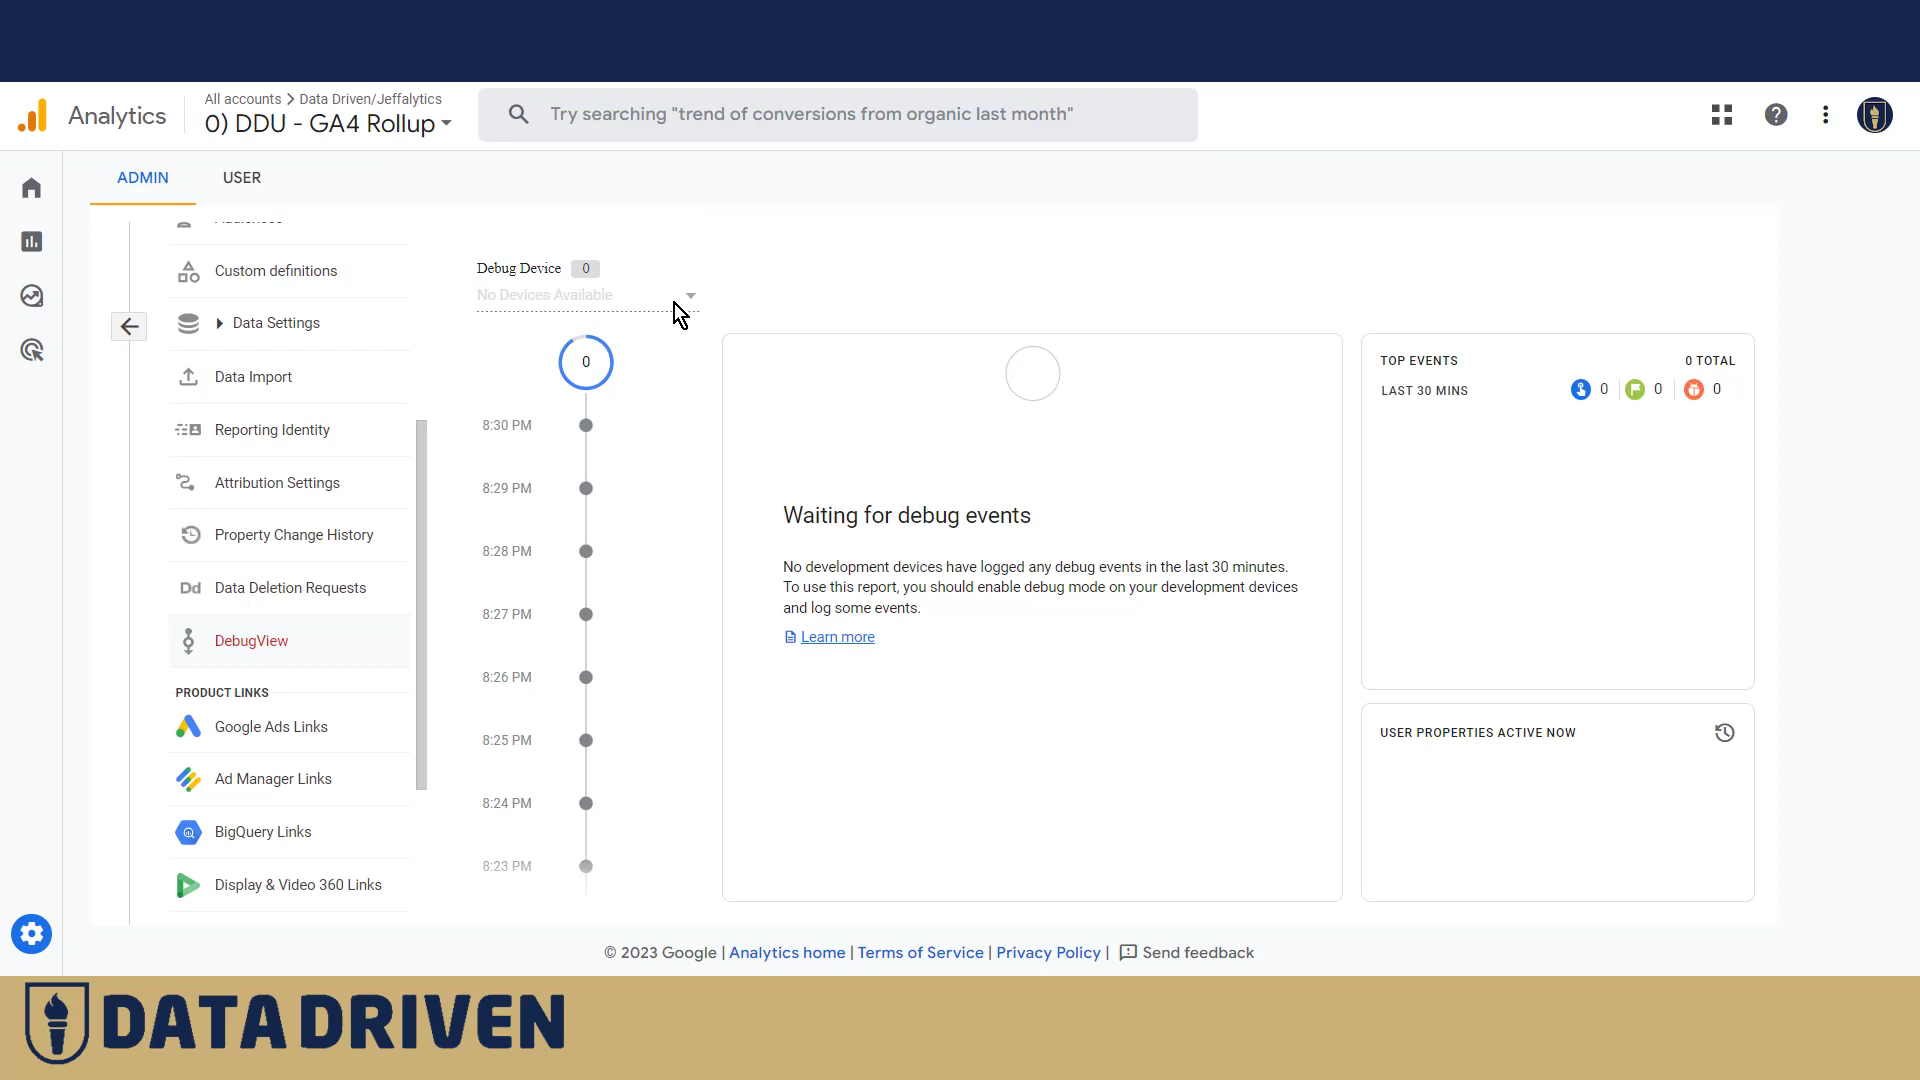 Analytics
All accounts > Data Driven/Jeffalytics
0) DDU - GA4 Rollup
Try searching "trend of conversions from organic last month"
ADMIN
USER
Custom definitions
Data Settings
Data Import
Reporting Identity
Attribution Settings
Property Change History
Dd Data Deletion Requests
DebugView
PRODUCT LINKS
Google Ads Links
Ad Manager Links
BigQuery Links
Display & Video 360 Links
Debug Device 0
No Devices Available
0
8:30 PM
8:29 PM
8:28 PM
8:27 PM
8:26 PM
8:25 PM
8:24 PM
8:23 PM
Waiting for debug events
No development devices have logged any debug events in the last 30 minutes.
To use this report, you should enable debug mode on your development devices
and log some events.
Learn more
TOP EVENTS
0 TOTAL
LAST 30 MINS
0 0 0
USER PROPERTIES ACTIVE NOW
© 2023 Google | Analytics home | Terms of Service | Privacy Policy | Send feedback
DATA DRIVEN